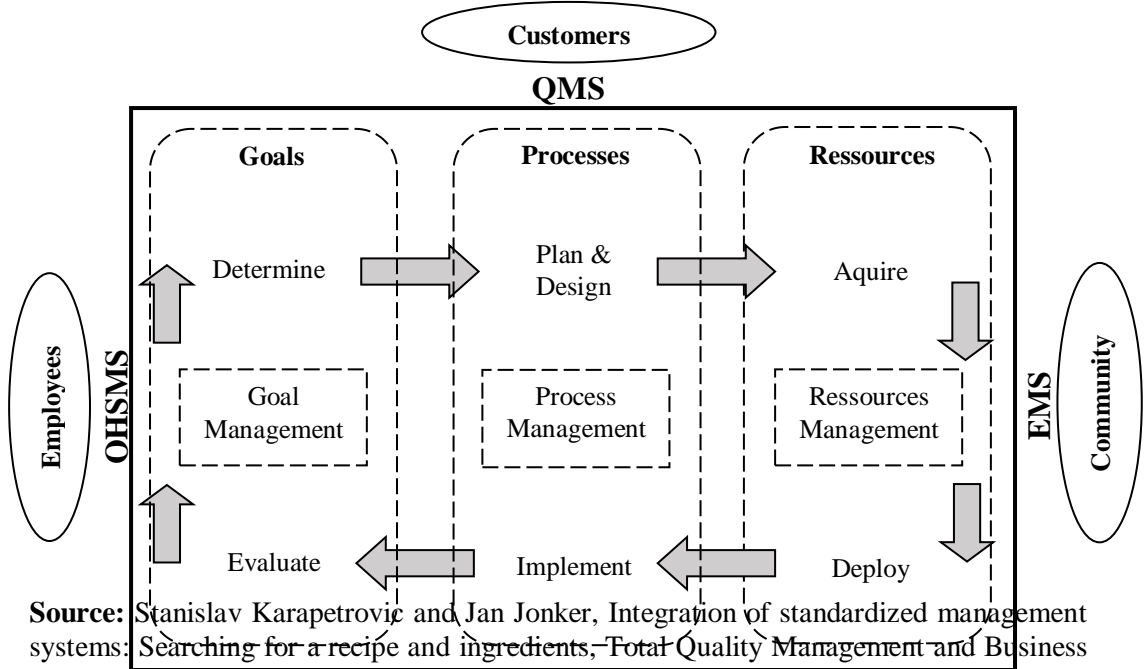 Customers
QMS
Goals
Processes
Ressources
Determine
Plan &
Design
Aquire
Employees
OHSMS
Goal
Management
Process
Management
Ressources
Management
EMS
Community
Evaluate
Implement
Deploy
Source: Stanislav Karapetrovic and Jan Jonker, Integration of standardized management
systems: Searching for a recipe and ingredients, Total Quality Management and Business